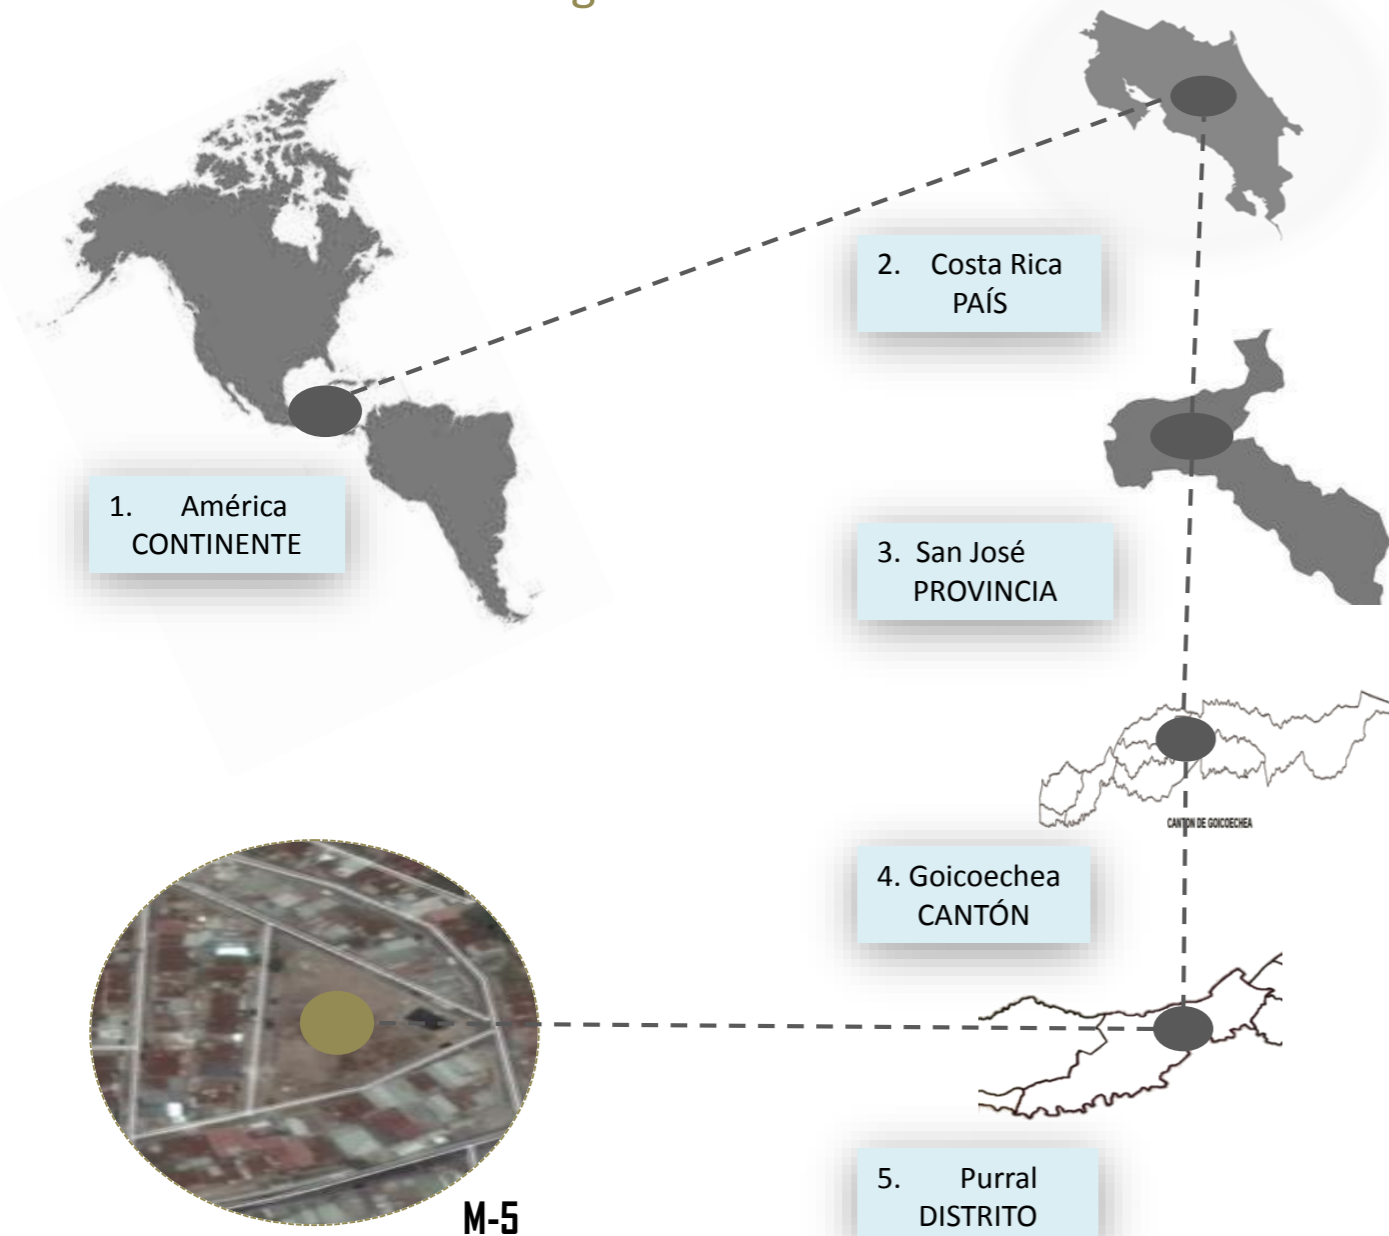 1. América
CONTINENTE
2. Costa Rica
PAÍS
3. San José
PROVINCIA
CANTON DE GOICOECHEA
4. Goicoechea
CANTÓN
5. Purral
DISTRITO
M-5